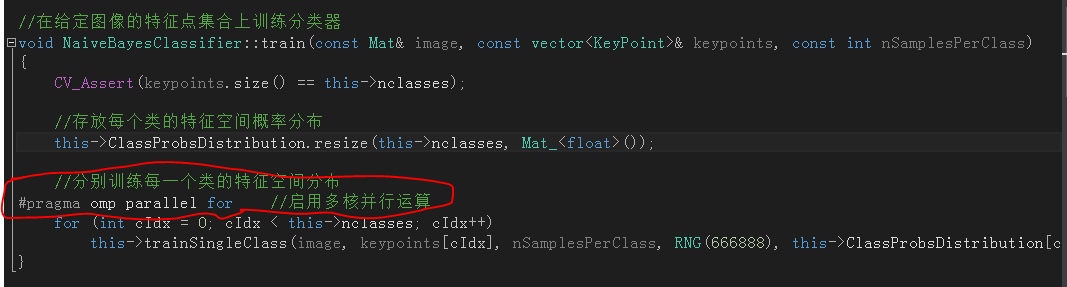 //在给定图像的特征点集合上训练分类器
void NaiveBayesClassifier::train(const Mat& image, const vector<KeyPoint>& keypoints, const int nSamplesPerClass)
{
CV_Assert(keypoints.size() == this->nclasses);
//存放每个类的特征空间概率分布
this->ClassProbsDistribution.resize(this->nclasses, Mat_<float>());
//分别训练每一个类的特征空间分布
#pragma omp parallel for //启用多核并行运算
for (int cIdx = 0; cIdx < this->nclasses; cIdx++)
this->trainSingleClass(image, keypoints[cIdx], nSamplesPerClass, RNG(666888), this->ClassProbsDistribution[c
}